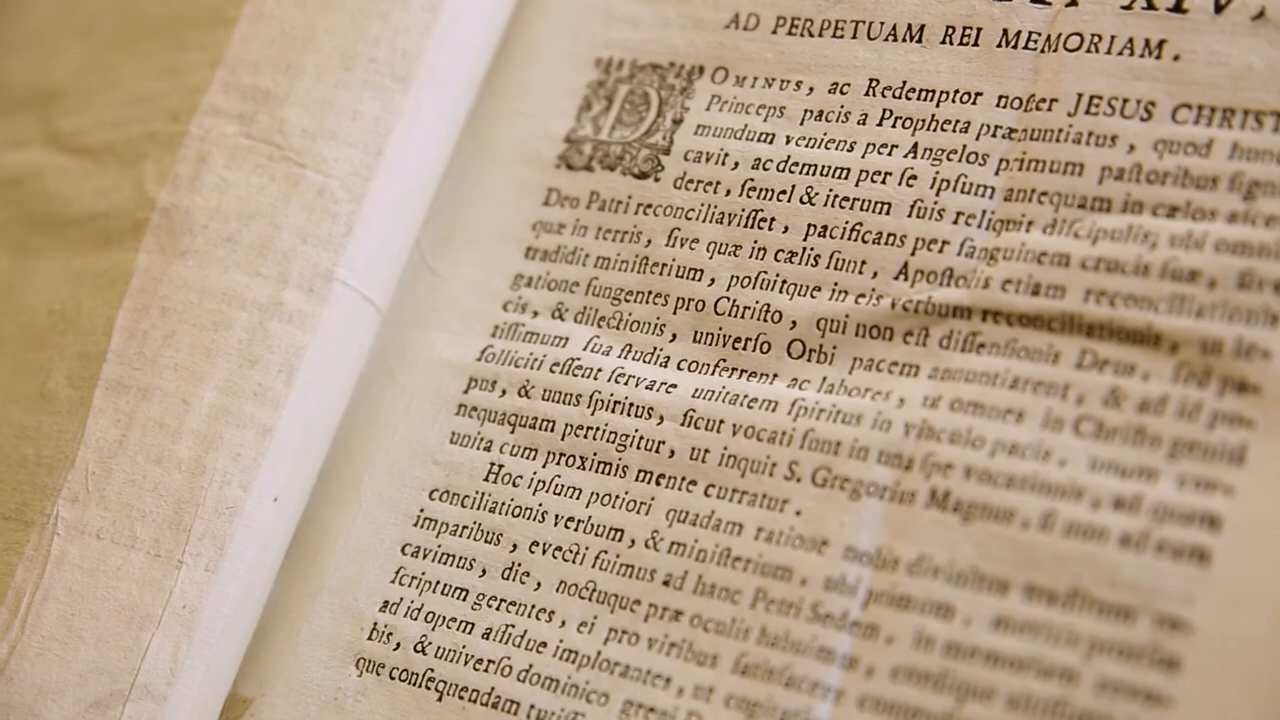 XIV,
AD PERPETUAM REI MEMORIAM.
DOMINUS, ac Redemptor noſter JESUS CHRIST
Princeps pacis a Propheta prænuntiatus, quod hunc
mundum veniens per Angelos primum paſtoribus ſign
cavit, ac demum per ſe ipſum antequam in cælos aſce
deret, ſemel & iterum ſuis reliquit diſcipulis; ubi omni
Deo Patri reconciliaviſſet, pacificans per ſanguinem crucis ſuæ, ſive
quæ in terris, ſive quæ in cælis ſunt, Apoſtolis etiam reconciliationis
tradidit miniſterium, poſuitque in eis verbum reconciliationis, ut le-
gatione fungentes pro Chriſto, qui non eſt diſſenſionis Deus, ſed pa-
cis, & dilectionis, univerſo Orbi pacem annuntiarent, & ad id po-
tiſſimum ſua ſtudia conferrent ac labores, ut omnes in Chriſto geniti
ſolliciti eſſent ſervare unitatem ſpiritus in vinculo pacis, unum cor-
pus, & unus ſpiritus, ſicut vocati ſunt in una ſpe vocationis, ad quam
nequaquam pertingitur, ut inquit S. Gregorius Magnus, ſi non ad eam
unita cum proximis mente curratur.
Hoc ipſum potiori quadam ratione nobis divinitus traditum re-
conciliationis verbum, & miniſterium, ubi primum,
imparibus, evecti fuimus ad hanc Petri Sedem, in memoriam
cavimus, die, noctuque præ oculis habuimus, cordique
ſcriptum gerentes, ei pro viribus ſatisfacere
ad id opem aſſidue implorantes, ut
bis, & univerſo dominico gregi
que conſequendam